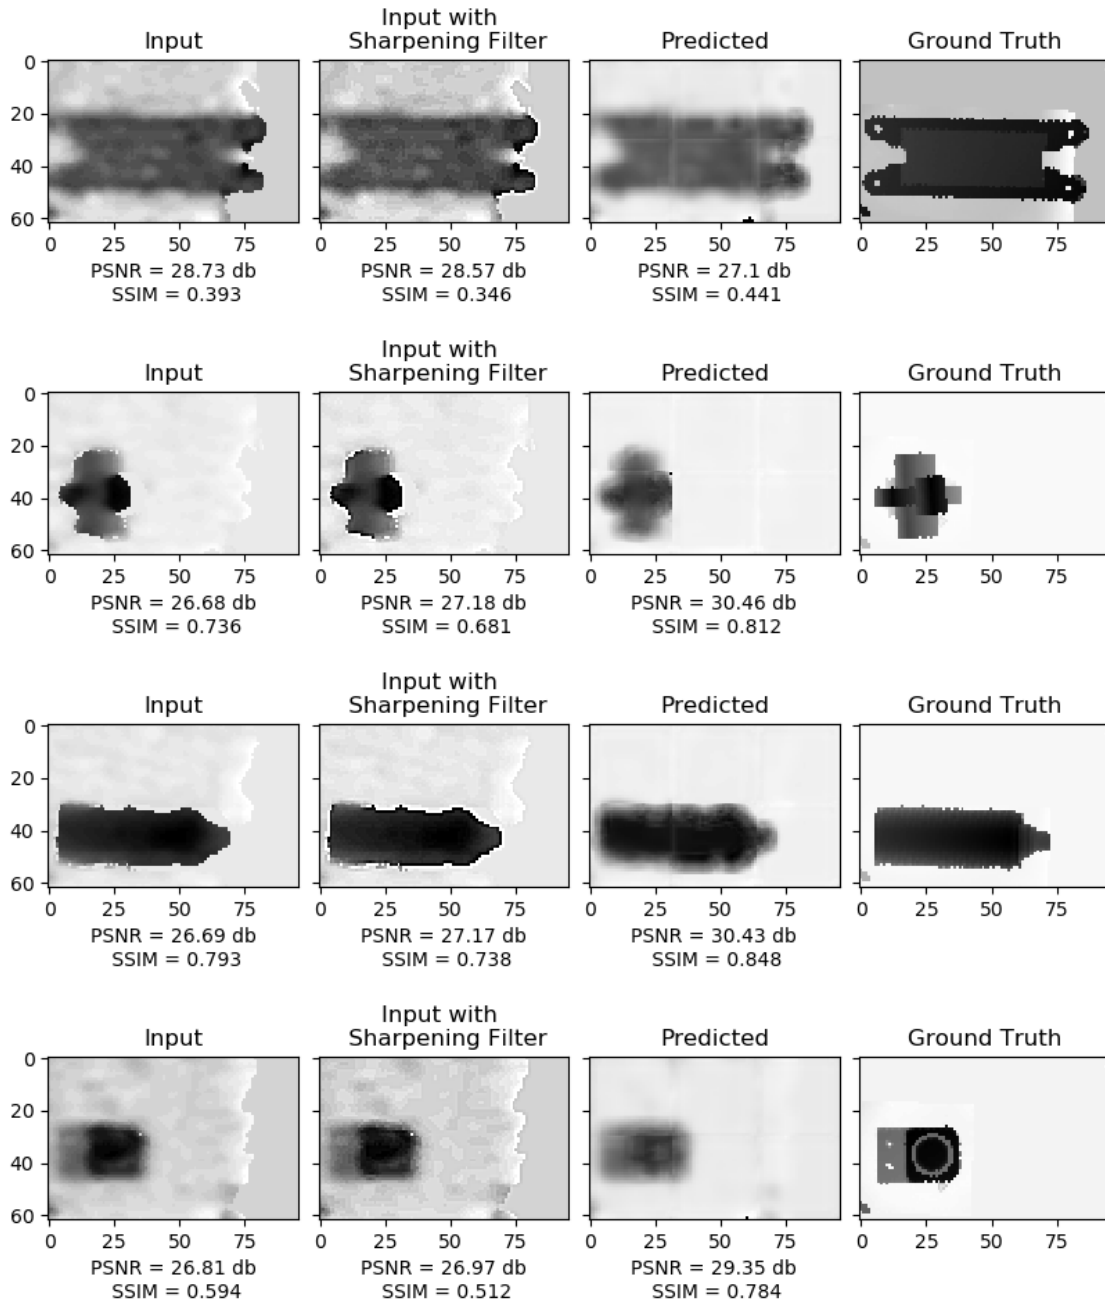 Input
Input with
Sharpening Filter
Predicted
Ground Truth
0
20
40
60
0 25 50 75
0 25 50 75
0 25 50 75
0 25 50 75
PSNR = 28.73 db
SSIM = 0.393
PSNR = 28.57 db
SSIM = 0.346
PSNR = 27.1 db
SSIM = 0.441
Input
Input with
Sharpening Filter
Predicted
Ground Truth
0
20
40
60
0 25 50 75
0 25 50 75
0 25 50 75
0 25 50 75
PSNR = 26.68 db
SSIM = 0.736
PSNR = 27.18 db
SSIM = 0.681
PSNR = 30.46 db
SSIM = 0.812
Input
Input with
Sharpening Filter
Predicted
Ground Truth
0
20
40
60
0 25 50 75
0 25 50 75
0 25 50 75
0 25 50 75
PSNR = 26.69 db
SSIM = 0.793
PSNR = 27.17 db
SSIM = 0.738
PSNR = 30.43 db
SSIM = 0.848
Input
Input with
Sharpening Filter
Predicted
Ground Truth
0
20
40
60
0 25 50 75
0 25 50 75
0 25 50 75
0 25 50 75
PSNR = 26.81 db
SSIM = 0.594
PSNR = 26.97 db
SSIM = 0.512
PSNR = 29.35 db
SSIM = 0.784